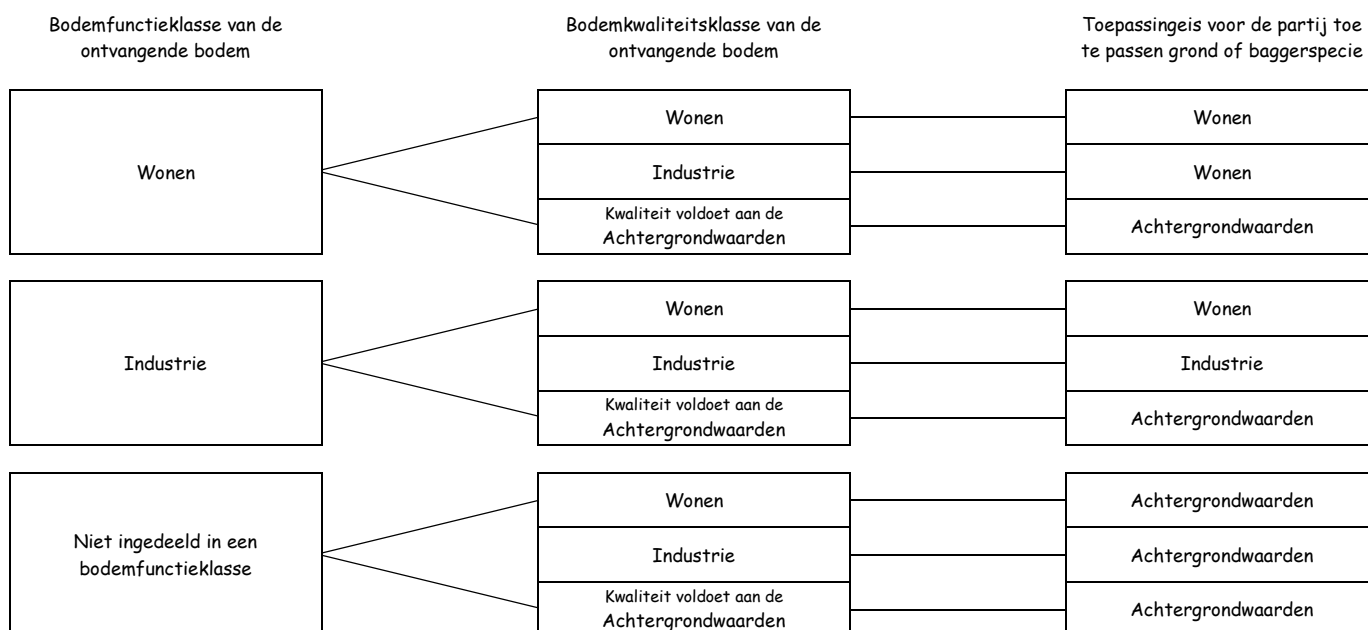 Bodemfunctieklasse van de
ontvangende bodem
Bodemkwaliteitsklasse van de
ontvangende bodem
Toepassingeis voor de partij toe
te passen grond of baggerspecie
Wonen
Wonen
Wonen
Industrie
Wonen
Kwaliteit voldoet aan de
Achtergrondwaarden
Achtergrondwaarden
Industrie
Wonen
Wonen
Industrie
Industrie
Kwaliteit voldoet aan de
Achtergrondwaarden
Achtergrondwaarden
Niet ingedeeld in een
bodemfunctieklasse
Wonen
Achtergrondwaarden
Industrie
Achtergrondwaarden
Kwaliteit voldoet aan de
Achtergrondwaarden
Achtergrondwaarden